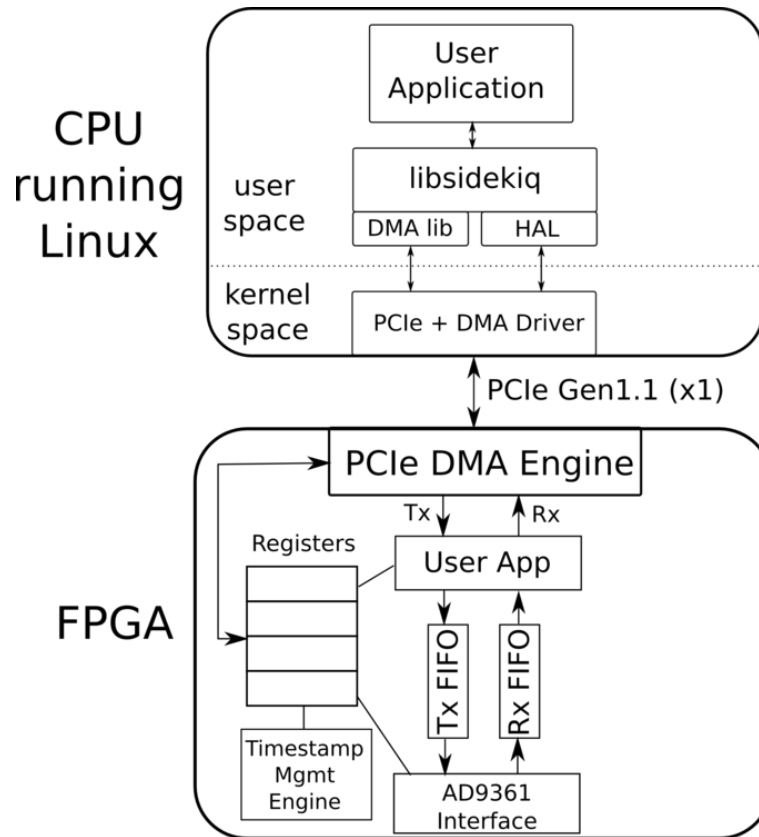 User
Application
CPU
running
Linux
user
space
libsidekiq
DMA lib
HAL
kernel
space
PCIe + DMA Driver
PCIe Gen1.1 (x1)
PCIe DMA Engine
Tx
Rx
Registers
User App
FPGA
Tx FIFO
Rx FIFO
Timestamp
Mgmt
Engine
AD9361
Interface